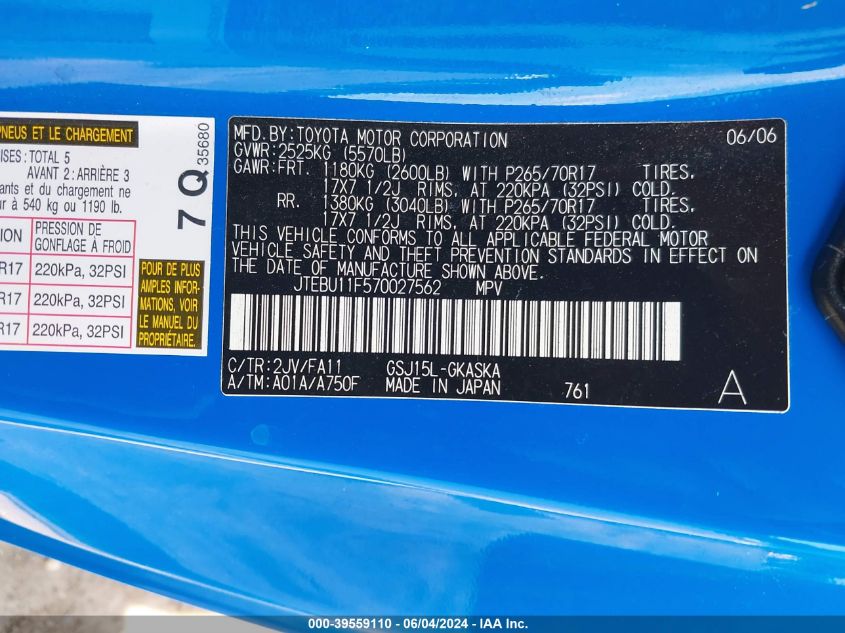 PNEUS ET LE CHARGEMENT
ISES: TOTAL 5
AVANT 2: ARRIÈRE 3
ants et du chargement ne
ur à 540 kg ou 1190 lb.
ION PRESSION DE GONFLAGE À FROID
R17 220kPa, 32PSI
R17 220kPa, 32PSI
R17 220kPa, 32PSI
7 Q 35680
POUR DE PLUS
AMPLES INFOR-
MATIONS, VOIR
LE MANUEL DU
PROPRIÉTAIRE.
MFD.BY:TOYOTA MOTOR CORPORATION 06/06
GVWR:2525KG (5570LB)
GAWR:FRT. 1180KG (2600LB) WITH P265/70R17 TIRES,
17X7 1/2J RIMS, AT 220KPA (32PSI) COLD.
RR. 1380KG (3040LB) WITH P265/70R17 TIRES,
17X7 1/2J RIMS, AT 220KPA (32PSI) COLD.
THIS VEHICLE CONFORMS TO ALL APPLICABLE FEDERAL MOTOR
VEHICLE SAFETY AND THEFT PREVENTION STANDARDS IN EFFECT ON
THE DATE OF MANUFACTURE SHOWN ABOVE.
JTEBU11F570027562 MPV
C/TR:2JV/FA11 GSJ15L-GKASKA
A/TM:A01A/A750F MADE IN JAPAN 761 A
000-39559110 - 06/04/2024 - IAA Inc.